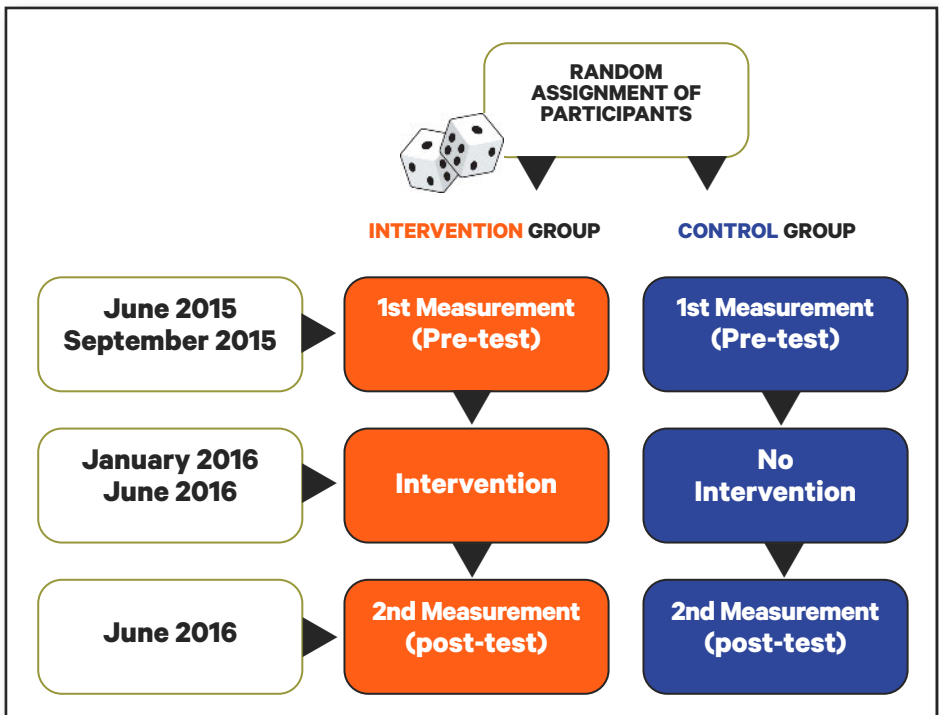 RANDOM
ASSIGNMENT OF
PARTICIPANTS
INTERVENTION GROUP
CONTROL GROUP
June 2015
September 2015
1st Measurement
(Pre-test)
1st Measurement
(Pre-test)
January 2016
June 2016
Intervention
No
Intervention
June 2016
2nd Measurement
(post-test)
2nd Measurement
(post-test)